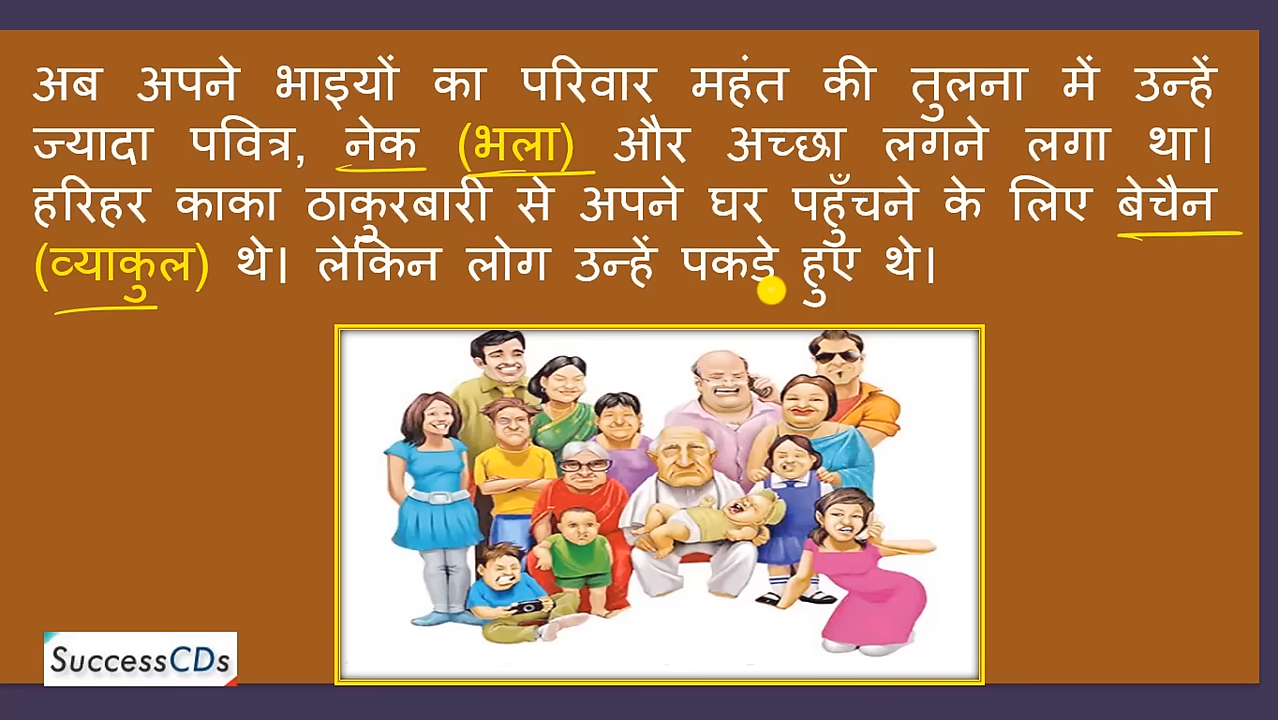 अब अपने भाइयों का परिवार महंत की तुलना में उन्हें
ज्यादा पवित्र, नेक (भला) और अच्छा लगने लगा था।
हरिहर काका ठाकुरबारी से अपने घर पहुँचने के लिए बेचैन
(व्याकुल) थे। लेकिन लोग उन्हें पकड़े हुए थे।
SuccessCDs